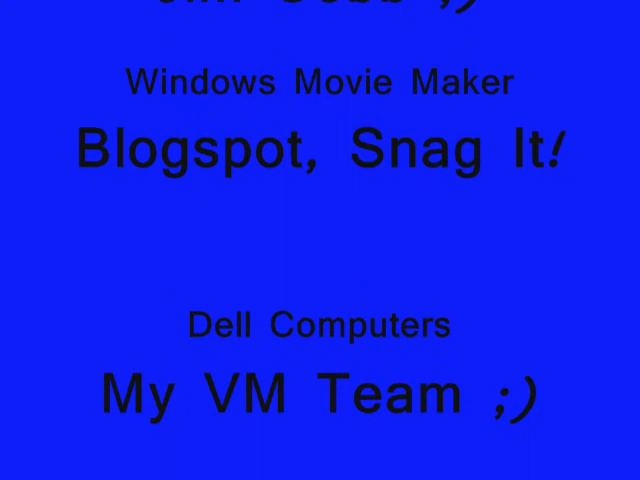 ;)
Windows Movie Maker
Blogspot, Snag It!
Dell Computers
My VM Team ;)